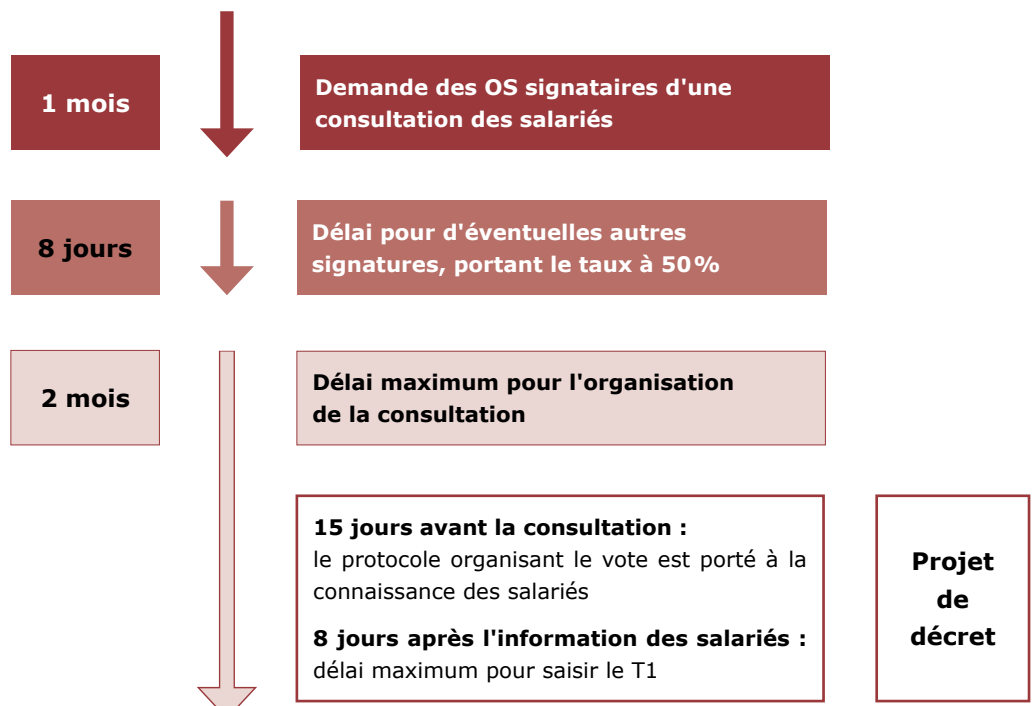 1 mois
Demande des OS signataires d'une
consultation des salariés
8 jours
Délai pour d'éventuelles autres
signatures, portant le taux à 50%
2 mois
Délai maximum pour l'organisation
de la consultation
15 jours avant la consultation :
le protocole organisant le vote est porté à la
connaissance des salariés
8 jours après l'information des salariés :
délai maximum pour saisir le T1
Projet
de
décret